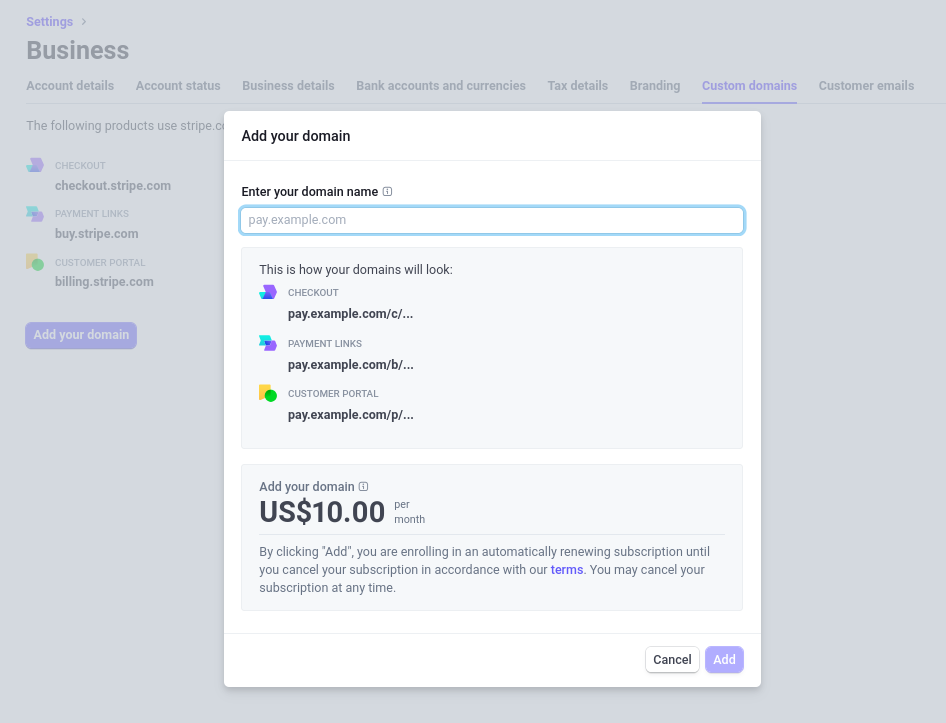 Settings
Business
Account details Account status Business details Bank accounts and currencies Tax details Branding Custom domains Customer emails
The following products use stripe.c
CHECKOUT
checkout.stripe.com
PAYMENT LINKS
buy.stripe.com
CUSTOMER PORTAL
billing.stripe.com
Add your domain
Add your domain
Enter your domain name
pay.example.com
This is how your domains will look:
CHECKOUT
pay.example.com/c/...
PAYMENT LINKS
pay.example.com/b/...
CUSTOMER PORTAL
pay.example.com/p/...
Add your domain
US$10.00 per
month
By clicking "Add", you are enrolling in an automatically renewing subscription until
you cancel your subscription in accordance with our terms. You may cancel your
subscription at any time.
Cancel Add